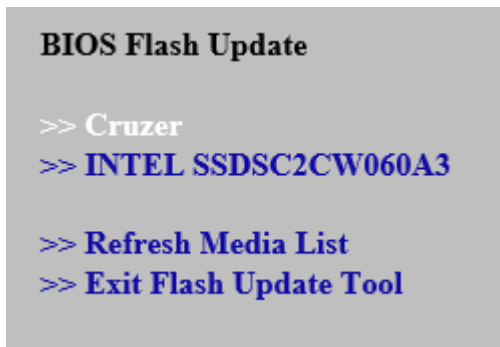 BIOS Flash Update
>> Cruzer
>> INTEL SSDSC2CW060A3
>> Refresh Media List
>> Exit Flash Update Tool